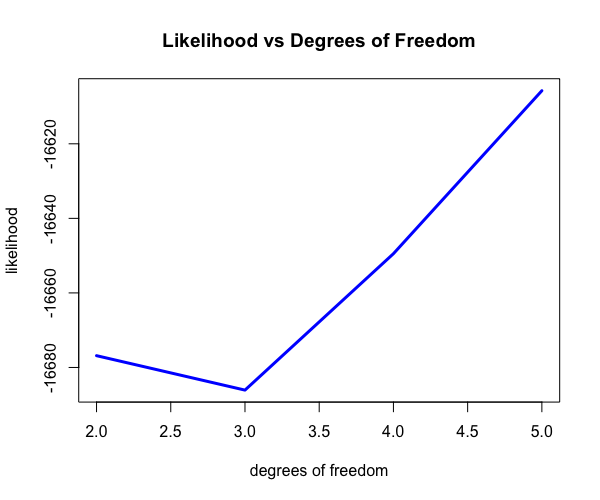 Likelihood vs Degrees of Freedom
likelihood
-16620
-16640
-16660
-16680
2.0 2.5 3.0 3.5 4.0 4.5 5.0
degrees of freedom